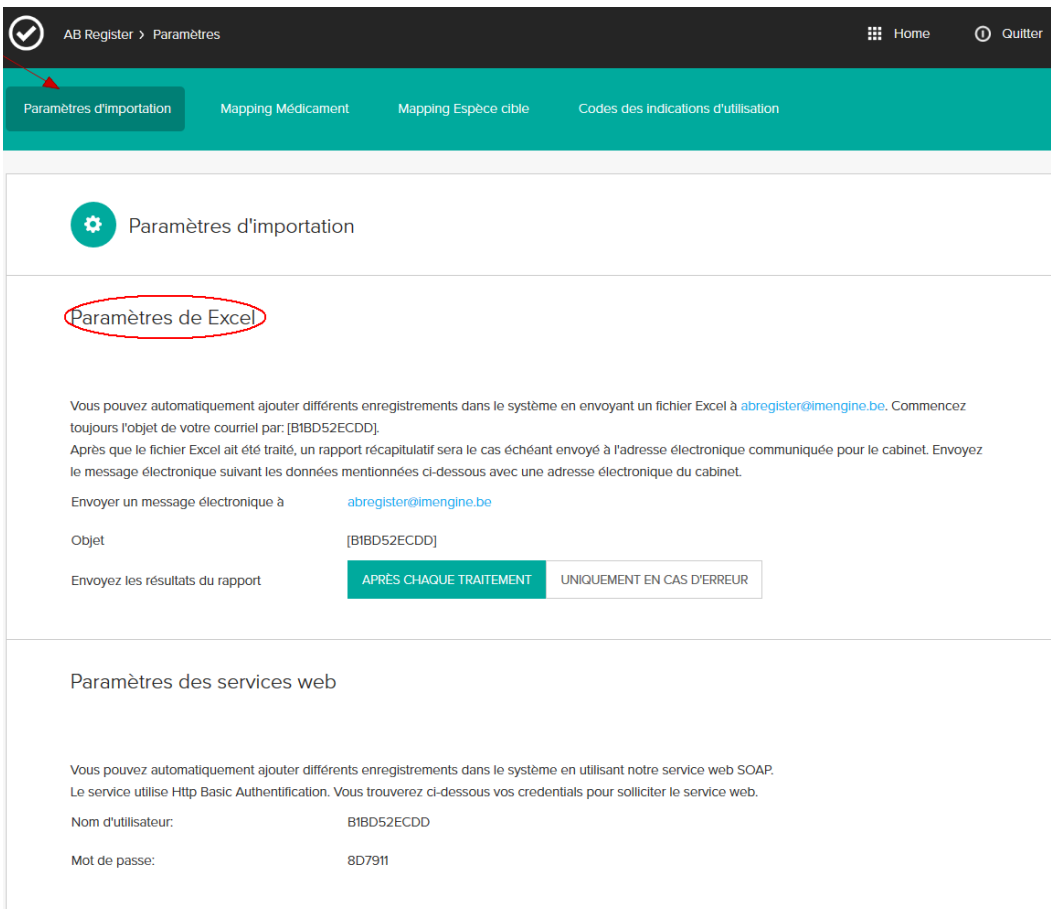 AB Register › Paramètres
Home
Quitter
Paramètres d'importation
Mapping Médicament
Mapping Espèce cible
Codes des indications d'utilisation
Paramètres d'importation
Paramètres de Excel
Vous pouvez automatiquement ajouter différents enregistrements dans le système en envoyant un fichier Excel à abregister@imengine.be. Commencez
toujours l'objet de votre courriel par: [B1BD52ECDD].
Après que le fichier Excel ait été traité, un rapport récapitulatif sera le cas échéant envoyé à l'adresse électronique communiquée pour le cabinet. Envoyez
le message électronique suivant les données mentionnées ci-dessous avec une adresse électronique du cabinet.
Envoyer un message électronique à abregister@imengine.be
Objet [B1BD52ECDD]
Envoyez les résultats du rapport APRÈS CHAQUE TRAITEMENT UNIQUEMENT EN CAS D'ERREUR
Paramètres des services web
Vous pouvez automatiquement ajouter différents enregistrements dans le système en utilisant notre service web SOAP.
Le service utilise Http Basic Authentification. Vous trouverez ci-dessous vos credentials pour solliciter le service web.
Nom d'utilisateur: B1BD52ECDD
Mot de passe: 8D7911